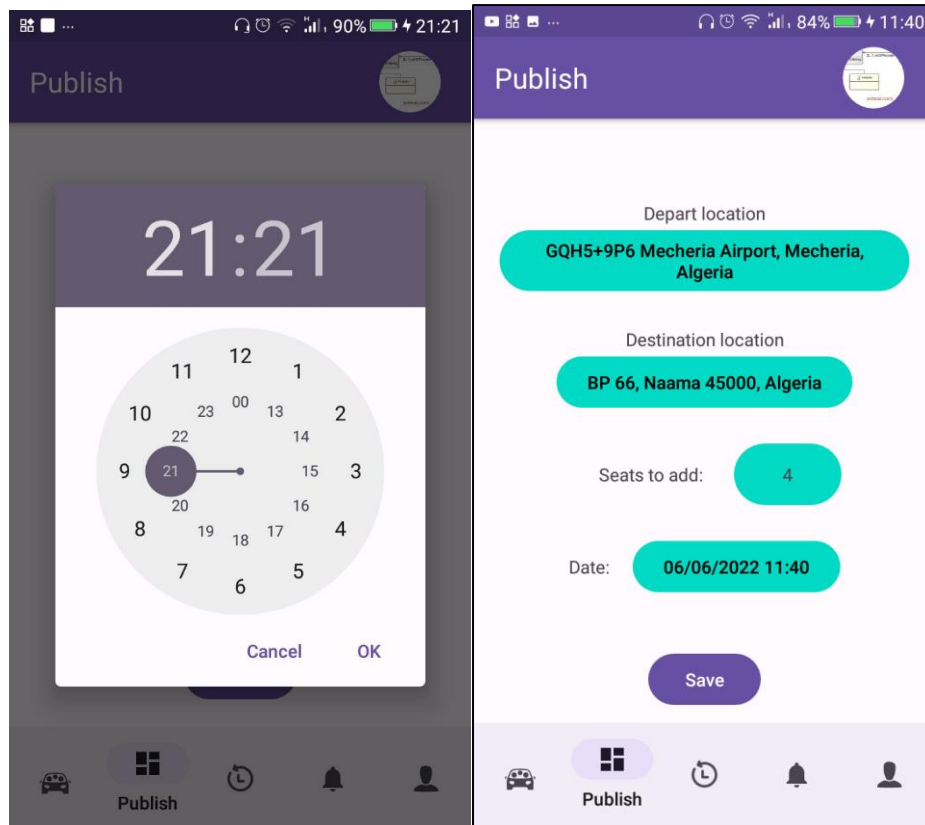 90% 21:21
Publish
21:21
12
11
1
00
23
13
10
2
22
14
9
21
15
3
20
16
8
19
17
4
18
7
5
6
Cancel
OK
Publish
84% 11:40
Publish
Depart location
GQH5+9P6 Mecheria Airport, Mecheria,
Algeria
Destination location
BP 66, Naama 45000, Algeria
Seats to add:
4
Date:
06/06/2022 11:40
Save
Publish